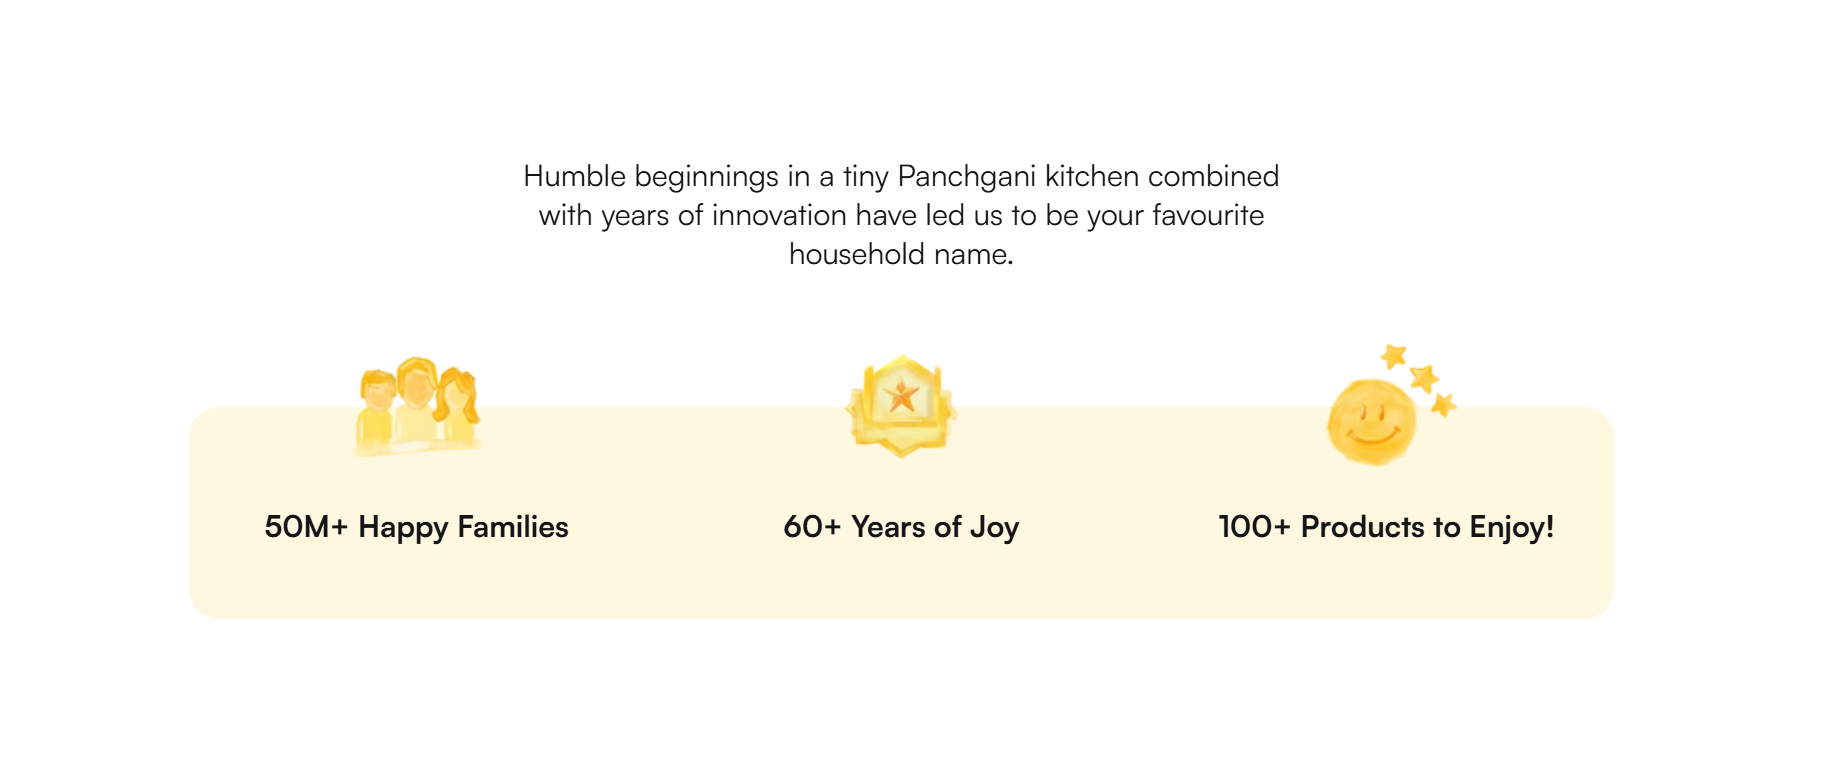 Humble beginnings in a tiny Panchgani kitchen combined
with years of innovation have led us to be your favourite
household name.
50M+ Happy Families
60+ Years of Joy
100+ Products to Enjoy!